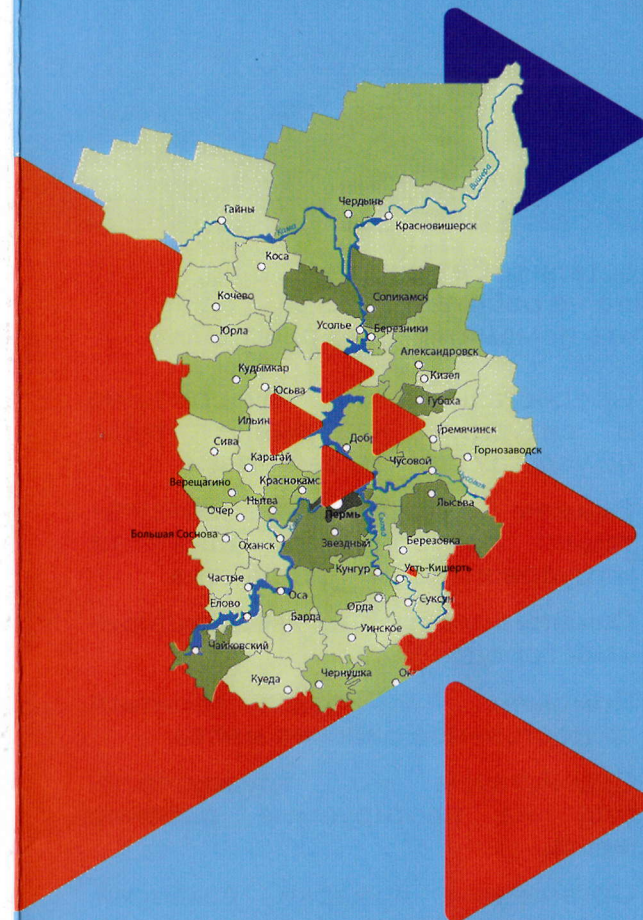 Вишера
Чердынь
Гайны
Красновишерск
Кама
Коса
Кочево
Соликамск
Усолье
Березники
Юрла
Александровск
Кудымкар
Кизел
Юсьва
Губаха
Ильин
Гремячинск
Добр
Сива
Горнозаводск
Карагай
Чусовой
Верещагино
Краснокамс
Чусовая
Нытва
Лысьва
Очер
Пермь
Большая Соснова
Звездный
Березовка
Оханск
Кунгур
Усть-Кишерть
Частые
Оса
Суксун
Елово
Орда
Барда
Уинское
Чайковский
Куеда
Чернушка